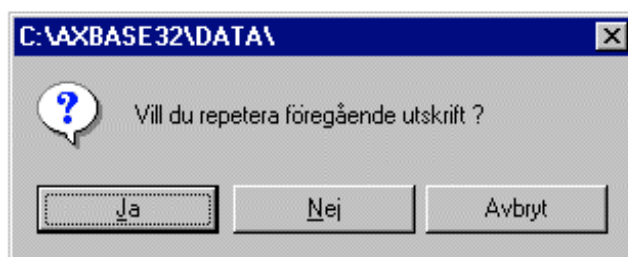 C:\AXBASE32\DATA\
Vill du repetera föregående utskrift ?
Ja Nej Avbryt